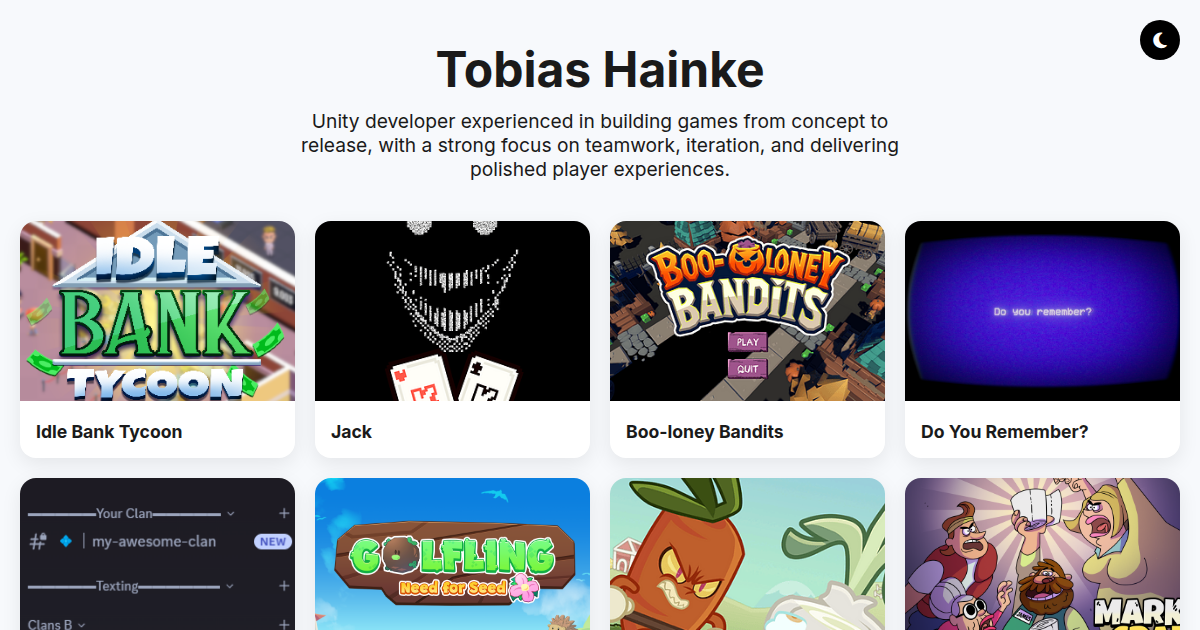 Tobias Hainke
Unity developer experienced in building games from concept to
release, with a strong focus on teamwork, iteration, and delivering
polished player experiences.
IDLE
BANK
TYCOON
Idle Bank Tycoon
Jack
BOO-LONEY
BANDITS
PLAY
QUIT
Boo-loney Bandits
Do you remember?
Do You Remember?
Your Clan
my-awesome-clan
NEW
Texting
Clans B
GOLFLING
Need for Seed
MARK